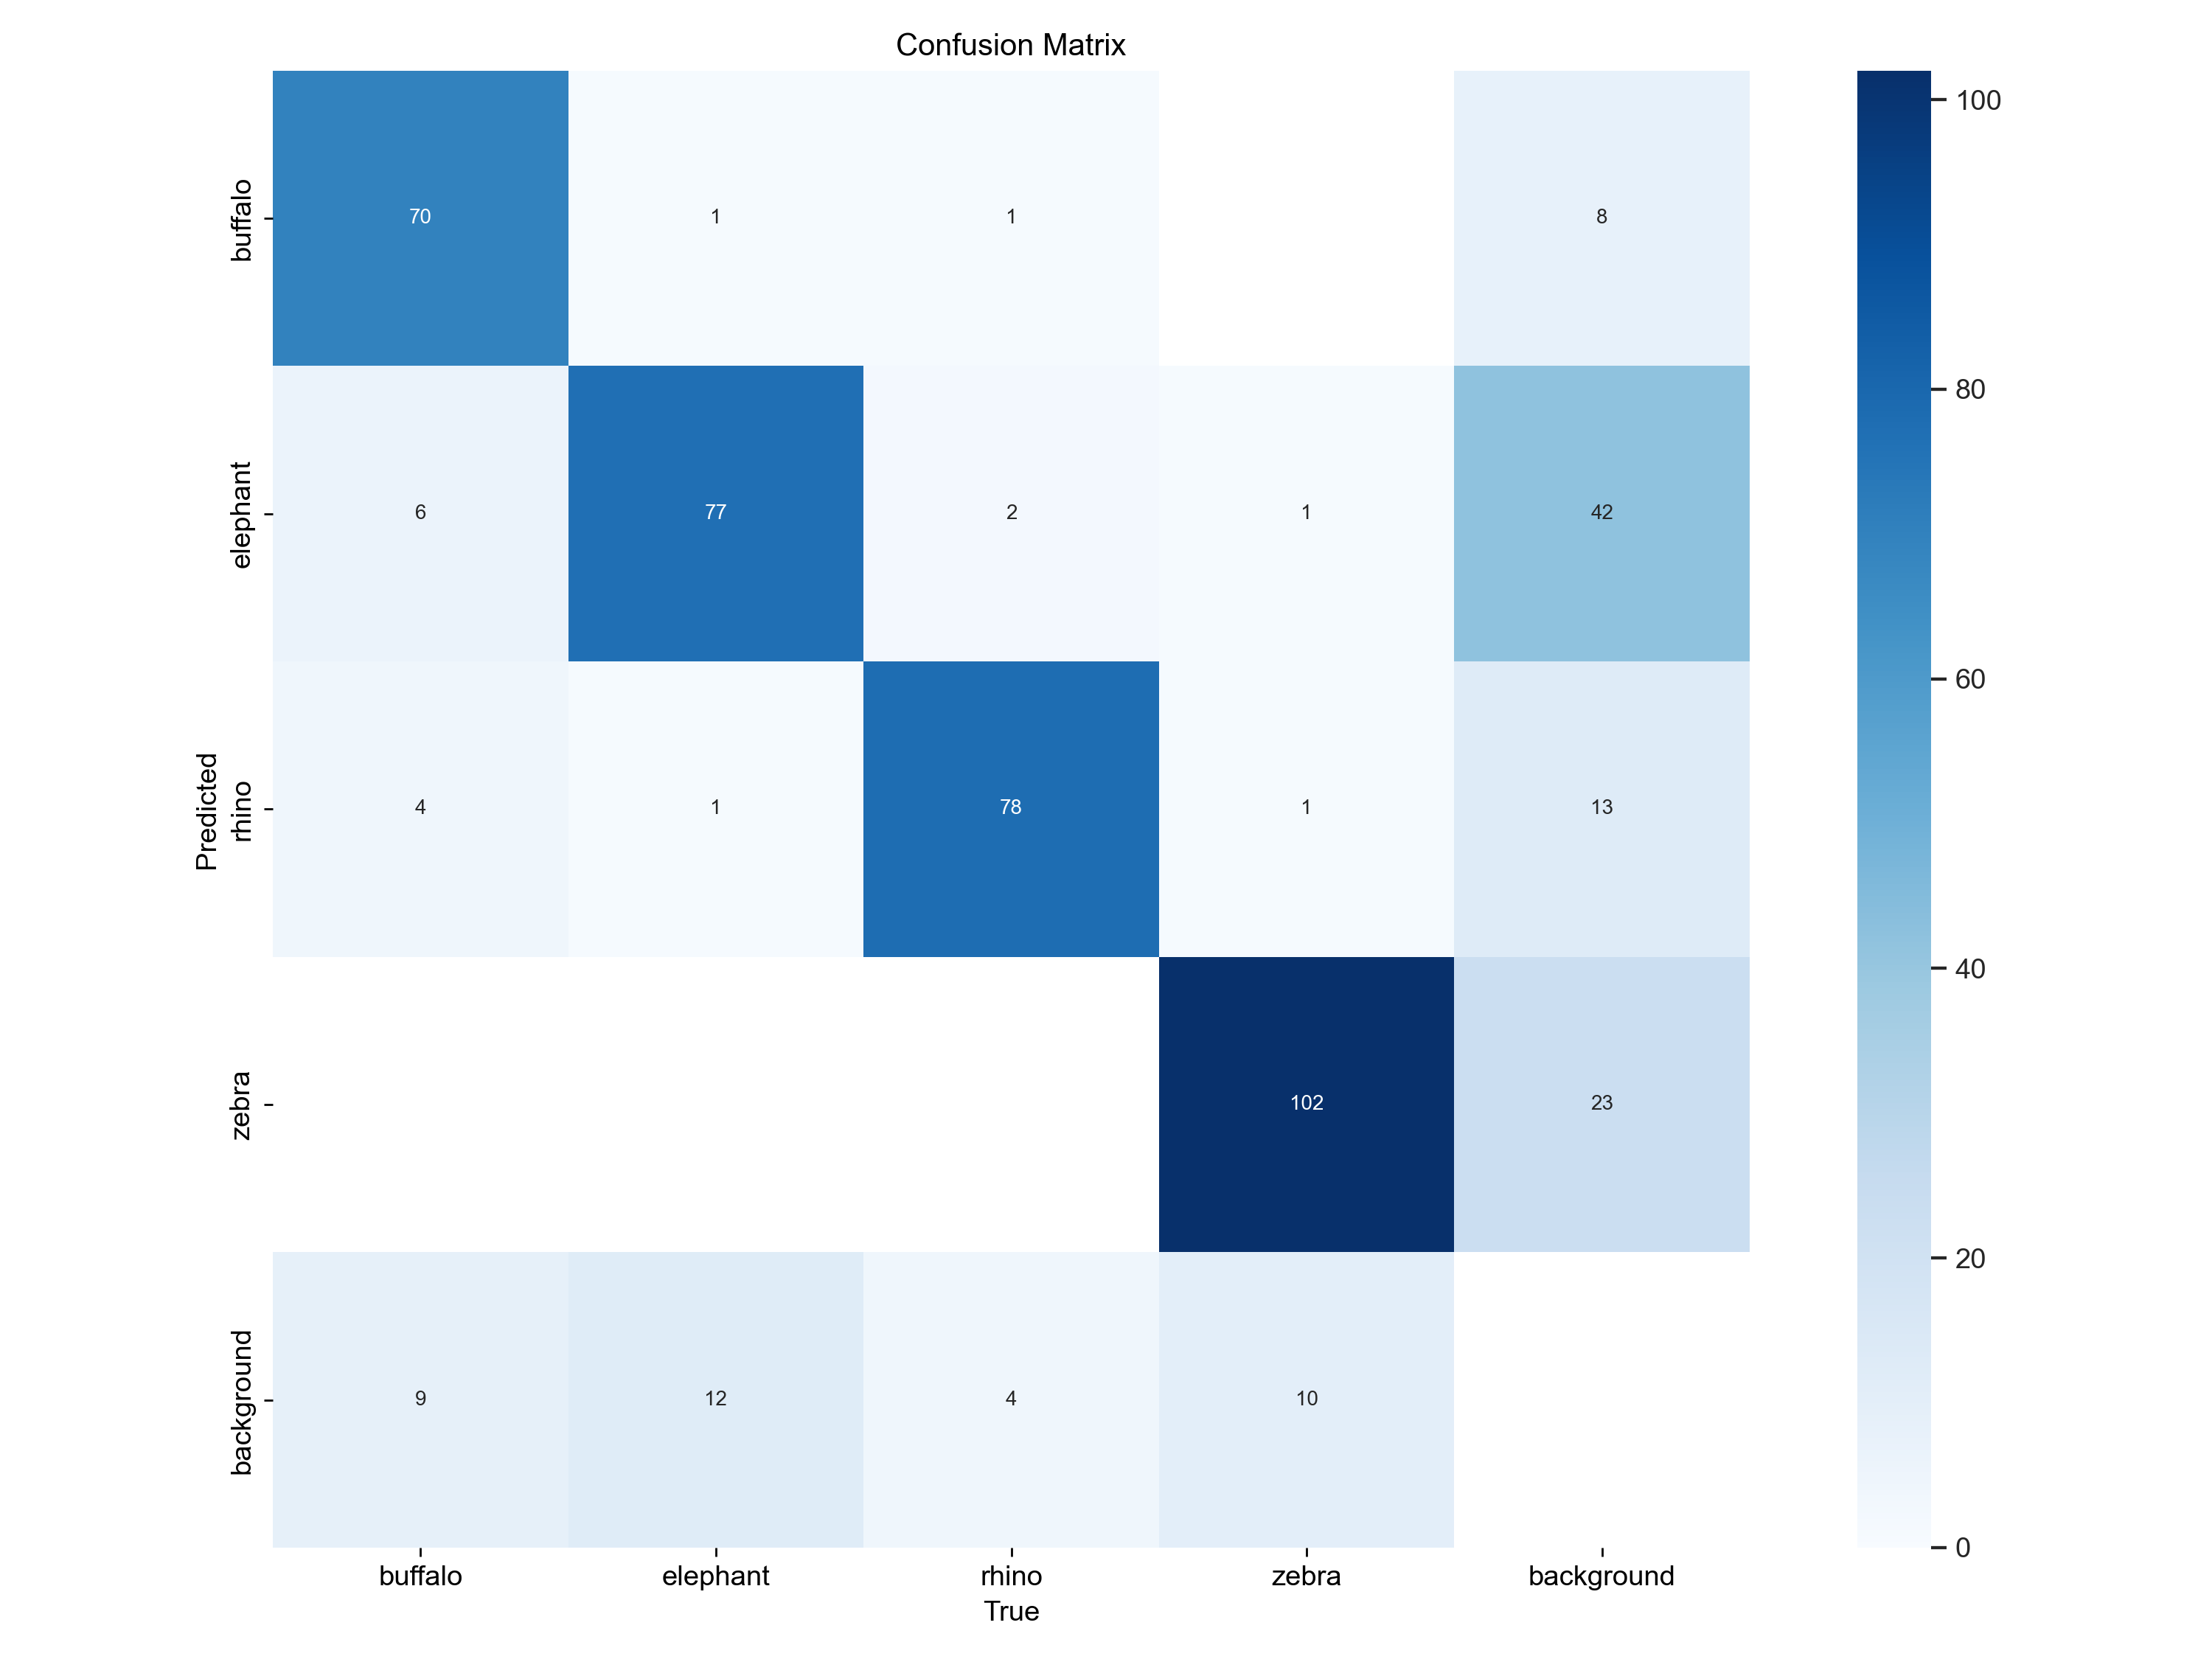 Confusion Matrix
buffalo 70 1 1 8
elephant 6 77 2 1 42
rhino 4 1 78 1 13
zebra 102 23
background 9 12 4 10
Predicted
buffalo elephant rhino zebra background
True
100
80
60
40
20
0